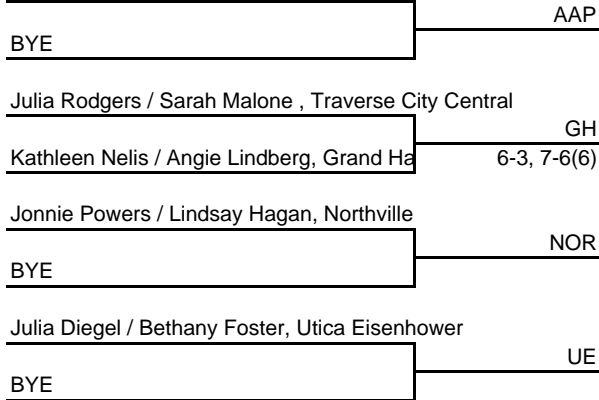 AAP
BYE
Julia Rodgers / Sarah Malone , Traverse City Central
GH
Kathleen Nelis / Angie Lindberg, Grand Ha 6-3, 7-6(6)
Jonnie Powers / Lindsay Hagan, Northville
NOR
BYE
Julia Diegel / Bethany Foster, Utica Eisenhower
UE
BYE